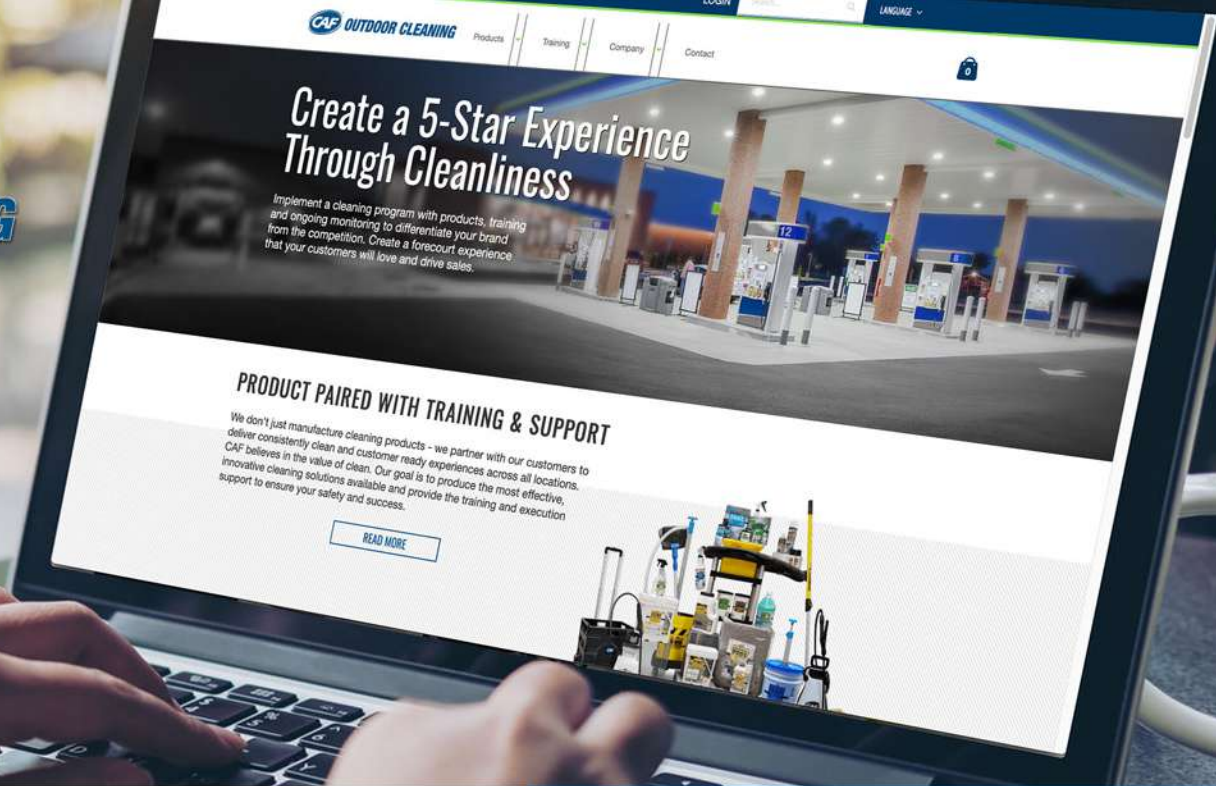 LOGIN
Search...
LANGUAGE
CAF OUTDOOR CLEANING
Products
Training
Company
Contact
0
Create a 5-Star Experience
Through Cleanliness
Implement a cleaning program with products, training
and ongoing monitoring to differentiate your brand
from the competition. Create a forecourt experience
that your customers will love and drive sales.
12
8
G
PRODUCT PAIRED WITH TRAINING & SUPPORT
We don't just manufacture cleaning products - we partner with our customers to
deliver consistently clean and customer ready experiences across all locations.
CAF believes in the value of clean. Our goal is to produce the most effective,
innovative cleaning solutions available and provide the training and execution
support to ensure your safety and success.
READ MORE